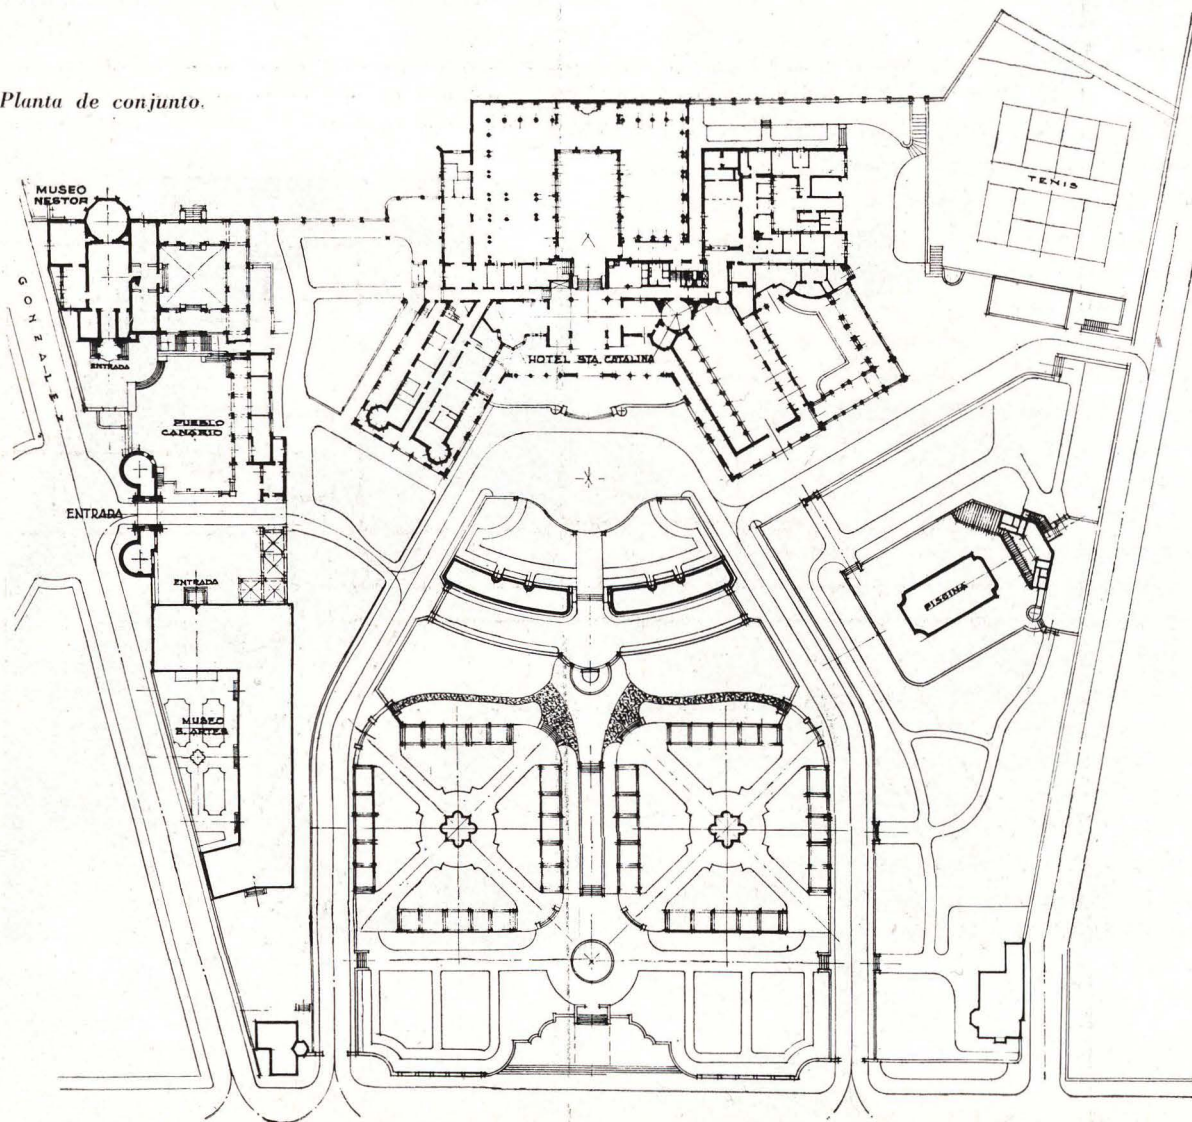 Planta de conjunto.
MUSEO
NESTOR
TENIS
GONZALEZ
HOTEL STA. CATALINA
ENTRADA
PUEBLO
CANARIO
ENTRADA
ENTRADA
PISCINA
MUSEO
B. ARTES